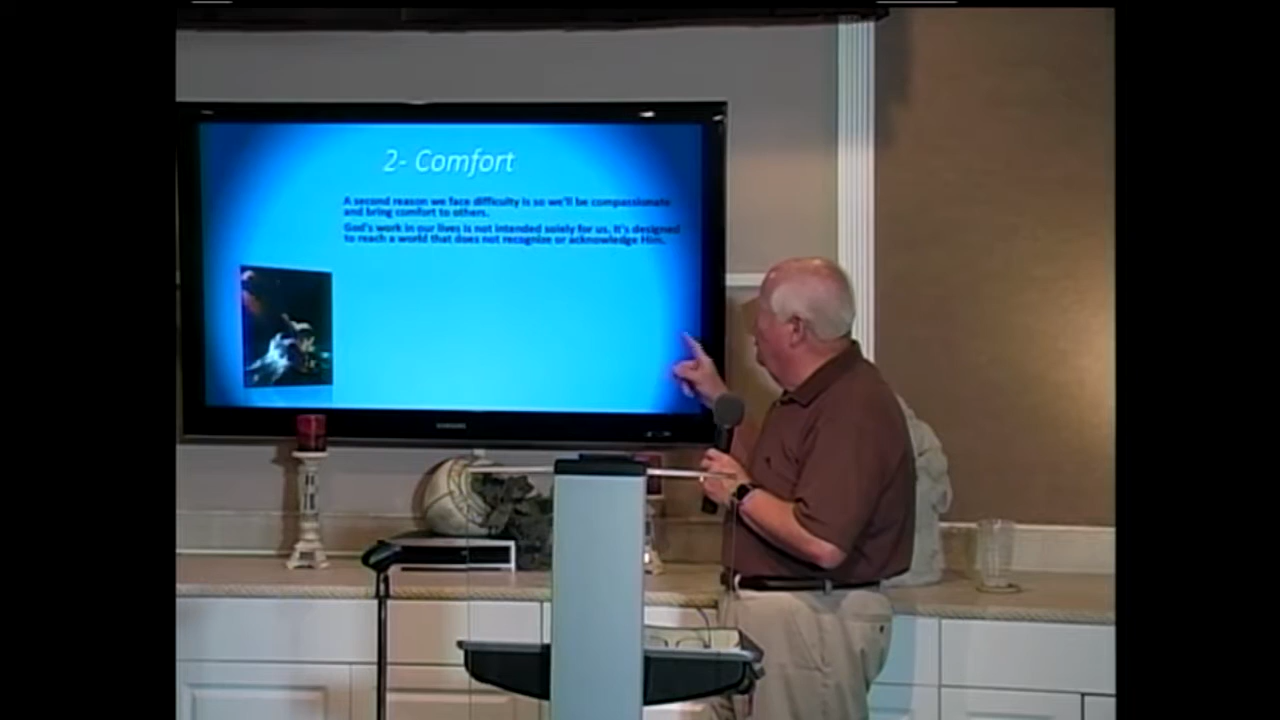 2- Comfort
A second reason we face difficulty is so we'll be compassionate
and bring comfort to others.
God's work in our lives is not intended solely for us. It's designed
to reach a world that does not recognize or acknowledge Him.
SAMSUNG